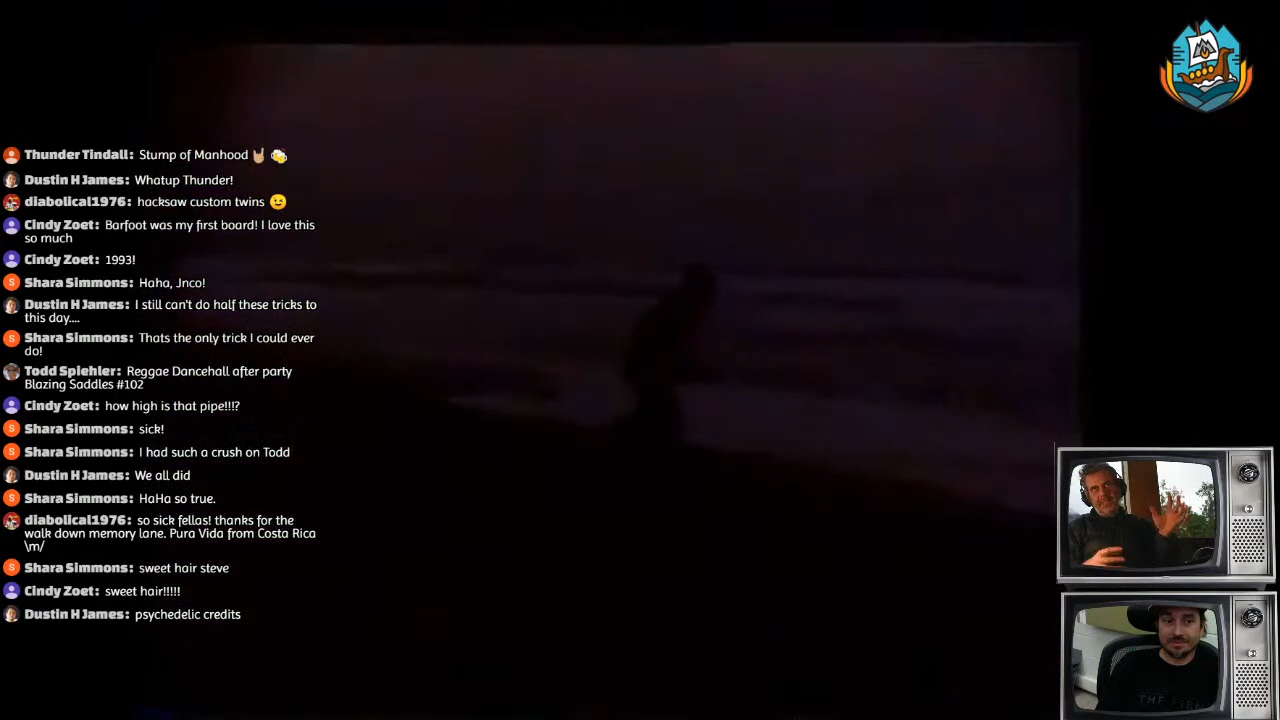 Thunder Tindall: Stump of Manhood 🤘🏼 🍻
Dustin H James: Whatup Thunder!
diabolical1976: hacksaw custom twins 😉
Cindy Zoet: Barfoot was my first board! I love this
so much
Cindy Zoet: 1993!
Shara Simmons: Haha, Jnco!
Dustin H James: I still can't do half these tricks to
this day....
Shara Simmons: Thats the only trick I could ever
do!
Todd Spiehler: Reggae Dancehall after party
Blazing Saddles #102
Cindy Zoet: how high is that pipe!!!?
Shara Simmons: sick!
Shara Simmons: I had such a crush on Todd
Dustin H James: We all did
Shara Simmons: HaHa so true.
diabolical1976: so sick fellas! thanks for the
walk down memory lane. Pura Vida from Costa Rica
\m/
Shara Simmons: sweet hair steve
Cindy Zoet: sweet hair!!!!!
Dustin H James: psychedelic credits
THE FIRM